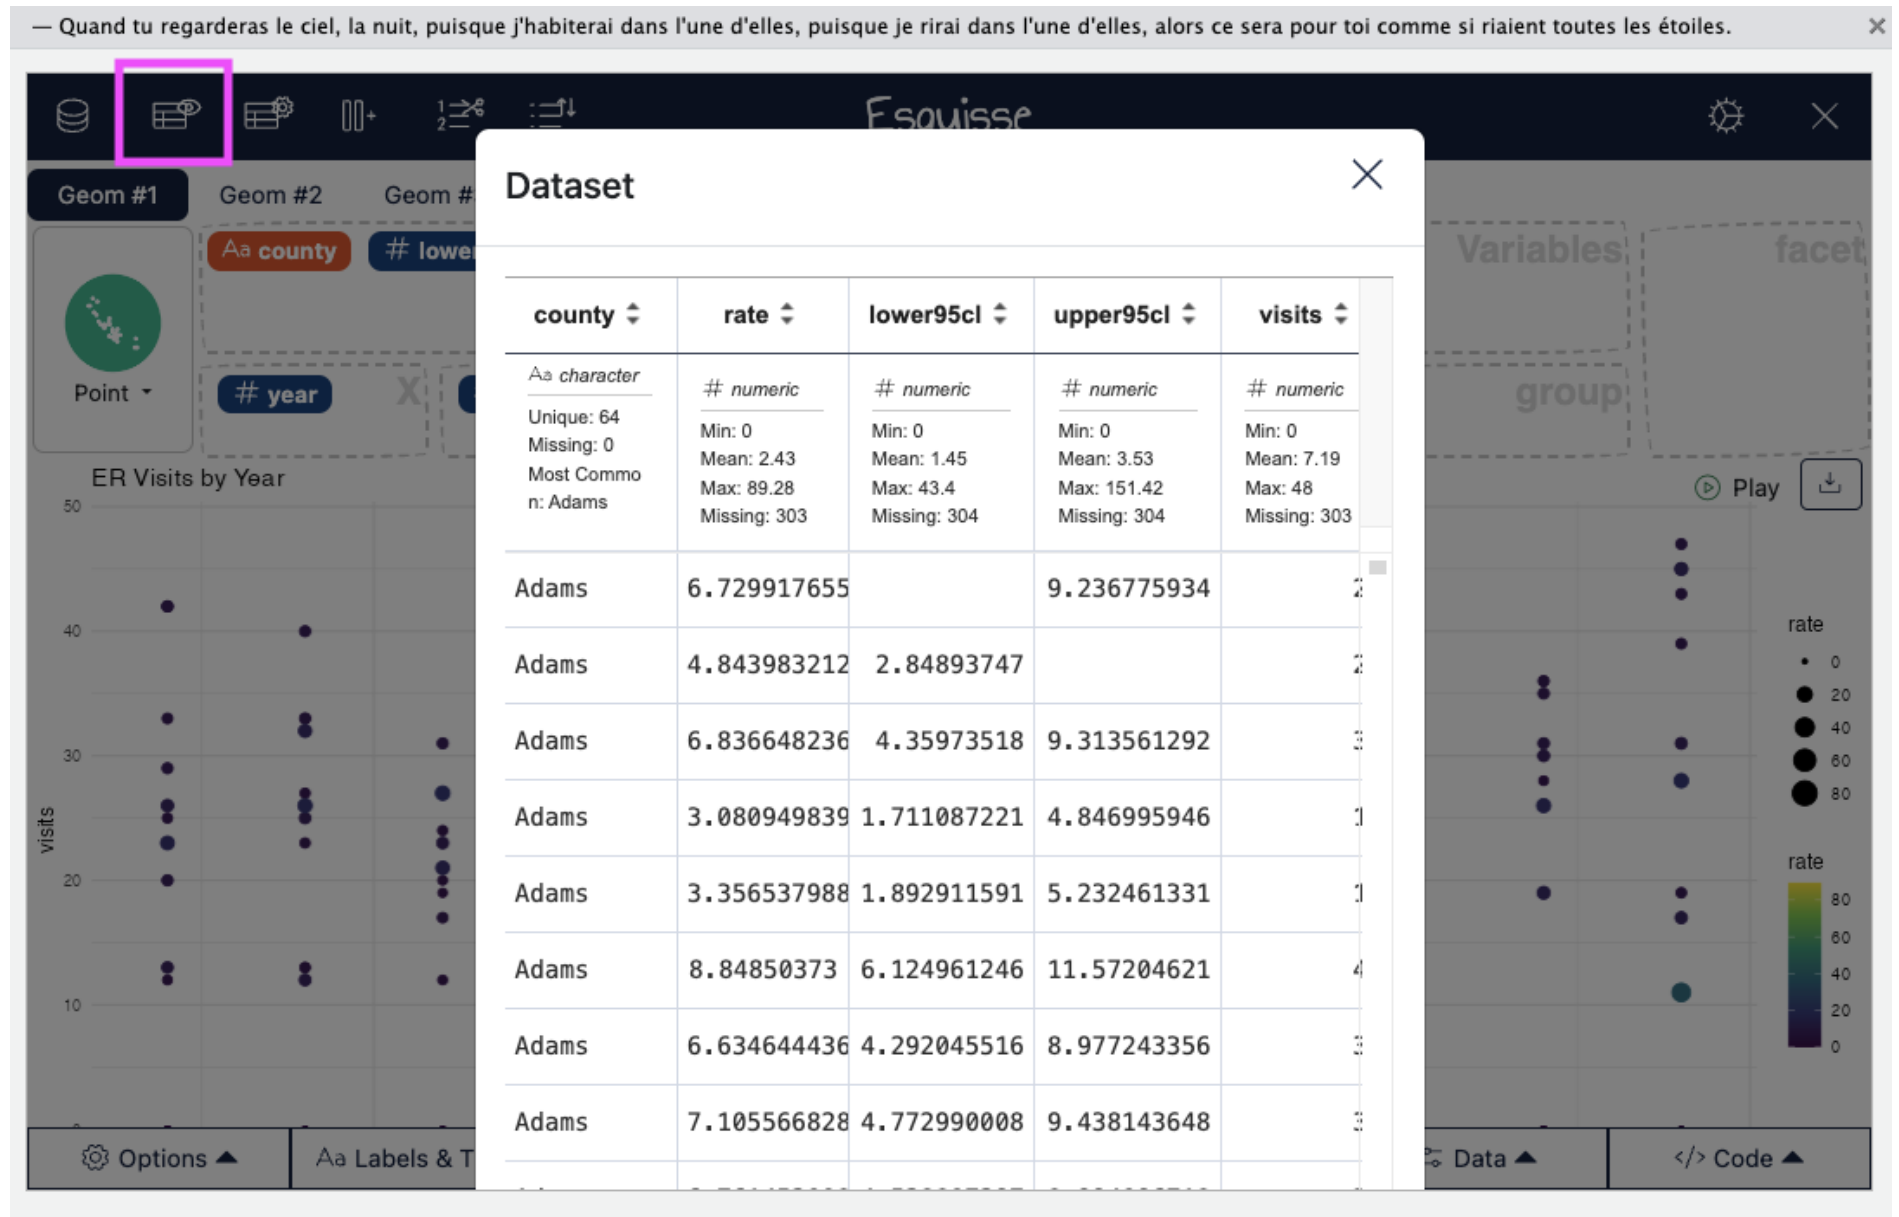 — Quand tu regarderas le ciel, la nuit, puisque j'habiterai dans l'une d'elles, puisque je rirai dans l'une d'elles, alors ce sera pour toi comme si riaient toutes les étoiles.
Esquisse
Geom #1 Geom #2 Geom #
Aa county # lower
Variables facet
Point
# year X
group
Dataset
county rate lower95cl upper95cl visits
Aa character # numeric # numeric # numeric # numeric
Unique: 64 Min: 0 Min: 0 Min: 0 Min: 0
Missing: 0 Mean: 2.43 Mean: 1.45 Mean: 3.53 Mean: 7.19
Most Commo Max: 89.28 Max: 43.4 Max: 151.42 Max: 48
n: Adams Missing: 303 Missing: 304 Missing: 304 Missing: 303
Adams 6.729917655 9.236775934
Adams 4.843983212 2.84893747
Adams 6.836648236 4.35973518 9.313561292
Adams 3.080949839 1.711087221 4.846995946
Adams 3.356537988 1.892911591 5.232461331
Adams 8.84850373 6.124961246 11.57204621
Adams 6.634644436 4.292045516 8.977243356
Adams 7.105566828 4.772990008 9.438143648
ER Visits by Year
Play
50
40
30
20
10
visits
rate
0
20
40
60
80
rate
80
60
40
20
0
Options Aa Labels & T Data </> Code